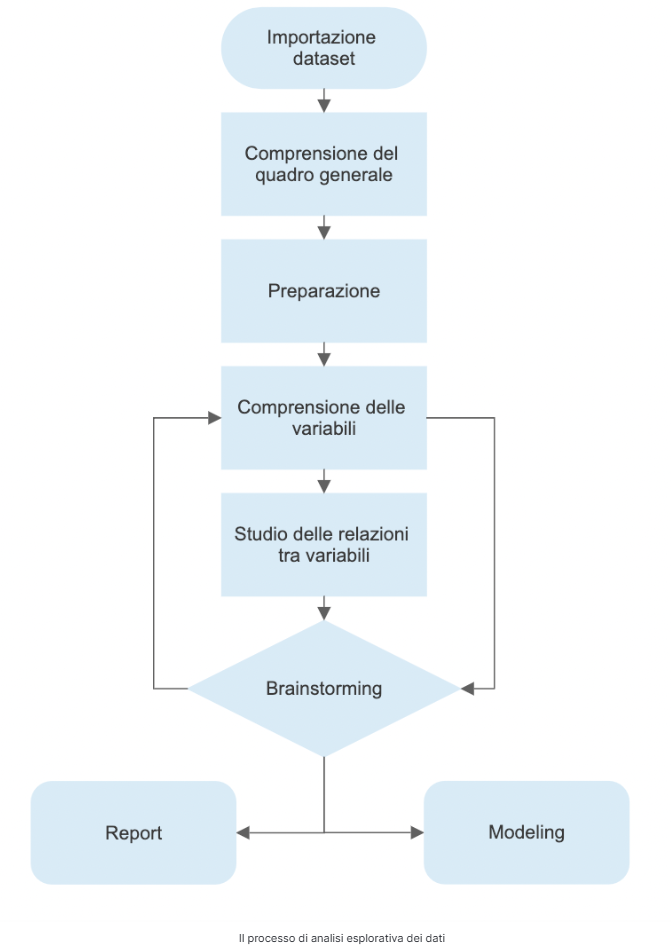 Importazione
dataset
Comprensione del
quadro generale
Preparazione
Comprensione delle
variabili
Studio delle relazioni
tra variabili
Brainstorming
Report
Modeling
Il processo di analisi esplorativa dei dati